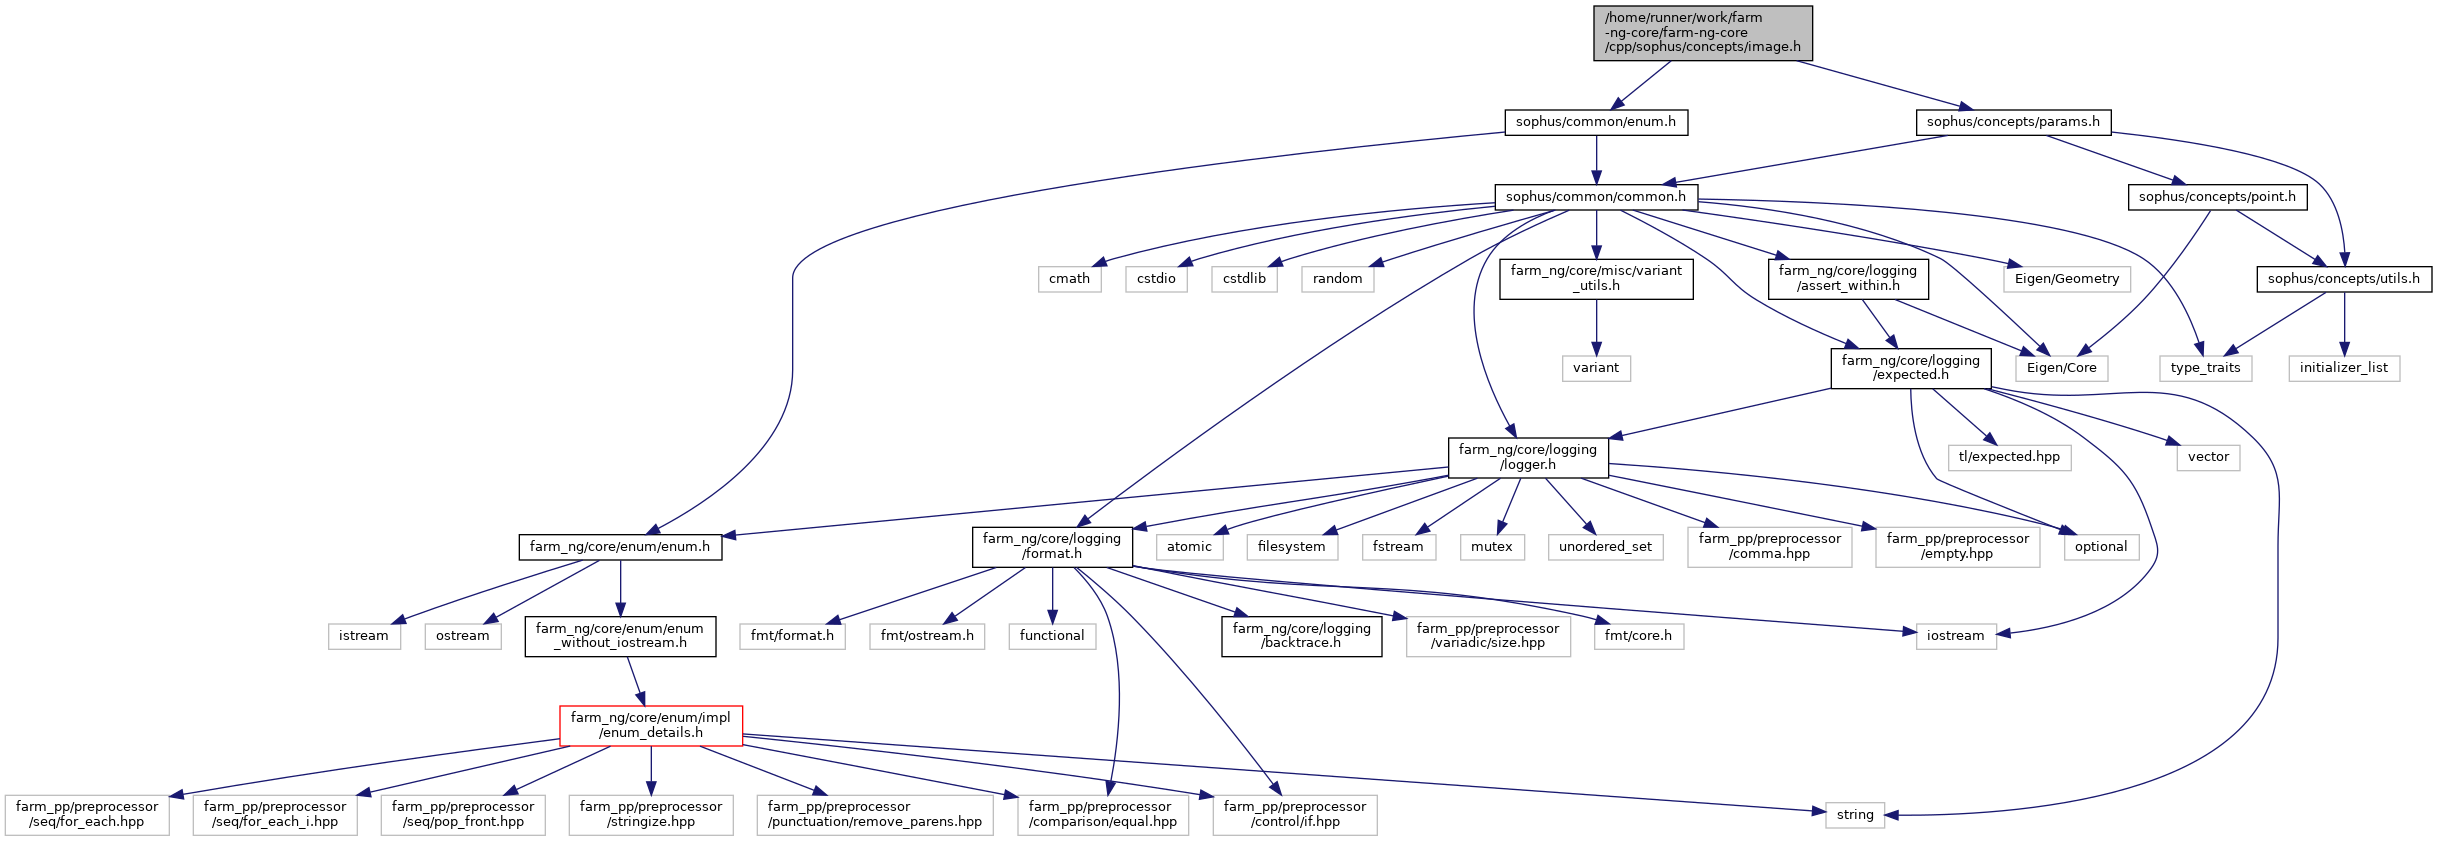 /home/runner/work/farm
-ng-core/farm-ng-core
/cpp/sophus/concepts/image.h
sophus/common/enum.h
sophus/concepts/params.h
sophus/common/common.h
sophus/concepts/point.h
cmath
cstdio
cstdlib
random
farm_ng/core/misc/variant
_utils.h
farm_ng/core/logging
/assert_within.h
Eigen/Geometry
sophus/concepts/utils.h
variant
farm_ng/core/logging
/expected.h
Eigen/Core
type_traits
initializer_list
farm_ng/core/logging
/logger.h
tl/expected.hpp
vector
farm_ng/core/enum/enum.h
farm_ng/core/logging
/format.h
atomic
filesystem
fstream
mutex
unordered_set
farm_pp/preprocessor
/comma.hpp
farm_pp/preprocessor
/empty.hpp
optional
istream
ostream
farm_ng/core/enum/enum
_without_iostream.h
fmt/format.h
fmt/ostream.h
functional
farm_ng/core/logging
/backtrace.h
farm_pp/preprocessor
/variadic/size.hpp
fmt/core.h
iostream
farm_ng/core/enum/impl
/enum_details.h
farm_pp/preprocessor
/seq/for_each.hpp
farm_pp/preprocessor
/seq/for_each_i.hpp
farm_pp/preprocessor
/seq/pop_front.hpp
farm_pp/preprocessor
/stringize.hpp
farm_pp/preprocessor
/punctuation/remove_parens.hpp
farm_pp/preprocessor
/comparison/equal.hpp
farm_pp/preprocessor
/control/if.hpp
string